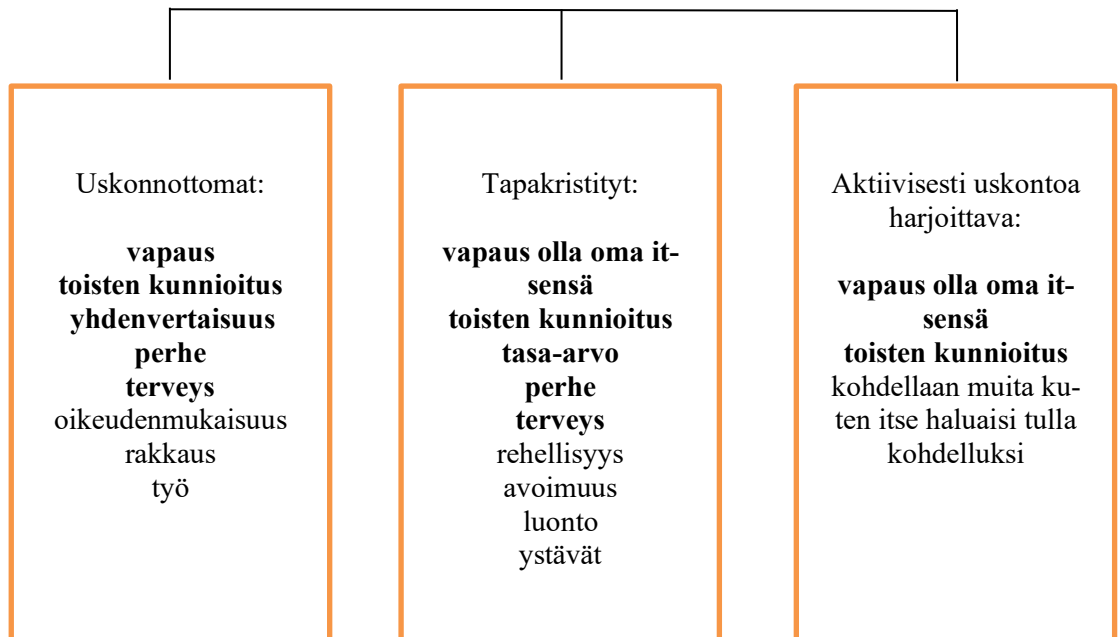 Uskonnottomat:
vapaus
toisten kunnioitus
yhdenvertaisuus
perhe
terveys
oikeudenmukaisuus
rakkaus
työ
Tapakristityt:
vapaus olla oma it-
sensä
toisten kunnioitus
tasa-arvo
perhe
terveys
rehellisyys
avoimuus
luonto
ystävät
Aktiivisesti uskontoa
harjoittava:
vapaus olla oma it-
sensä
toisten kunnioitus
kohdellaan muita ku-
ten itse haluaisi tulla
kohdelluksi